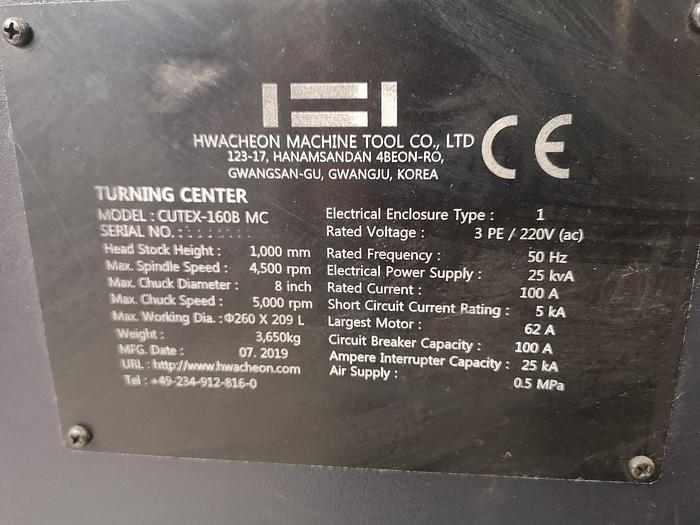 HWACHEON MACHINE TOOL CO., LTD
123-17, HANAMSANDAN 4BEON-RO,
GWANGSAN-GU, GWANGJU, KOREA
CE
TURNING CENTER
MODEL : CUTEX-160B MC
SERIAL NO. :
Head Stock Height : 1,000 mm
Max. Spindle Speed : 4,500 rpm
Max. Chuck Diameter : 8 inch
Max. Chuck Speed : 5,000 rpm
Max. Working Dia. : Φ260 X 209 L
Weight : 3,650kg
MFG. Date : 07. 2019
URL : http://www.hwacheon.com
Tel : +49-234-912-816-0
Electrical Enclosure Type : 1
Rated Voltage : 3 PE / 220V (ac)
Rated Frequency : 50 Hz
Electrical Power Supply : 25 kvA
Rated Current : 100 A
Short Circuit Current Rating : 5 kA
Largest Motor : 62 A
Circuit Breaker Capacity : 100 A
Ampere Interrupter Capacity : 25 kA
Air Supply : 0.5 MPa